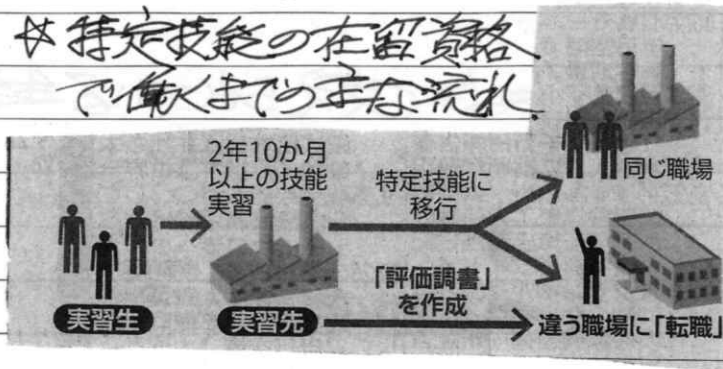 ☆特定技能の在留資格
で働くまでの主な流れ
2年10か月
以上の技能
実習
特定技能に
移行
同じ職場
「評価調書」
を作成
実習生
実習先
違う職場に「転職」